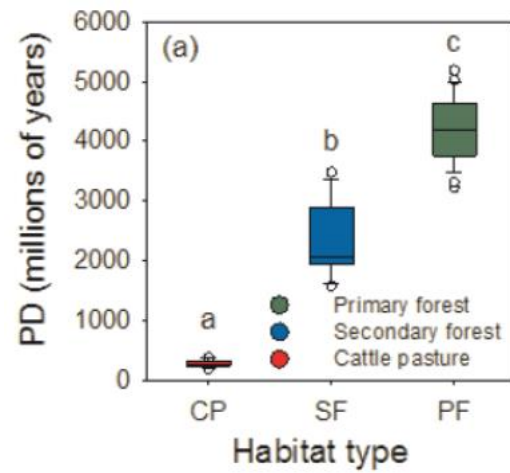 (a)
PD (millions of years)
6000
5000
4000
3000
2000
1000
0
a
b
c
Primary forest
Secondary forest
Cattle pasture
CP
SF
PF
Habitat type